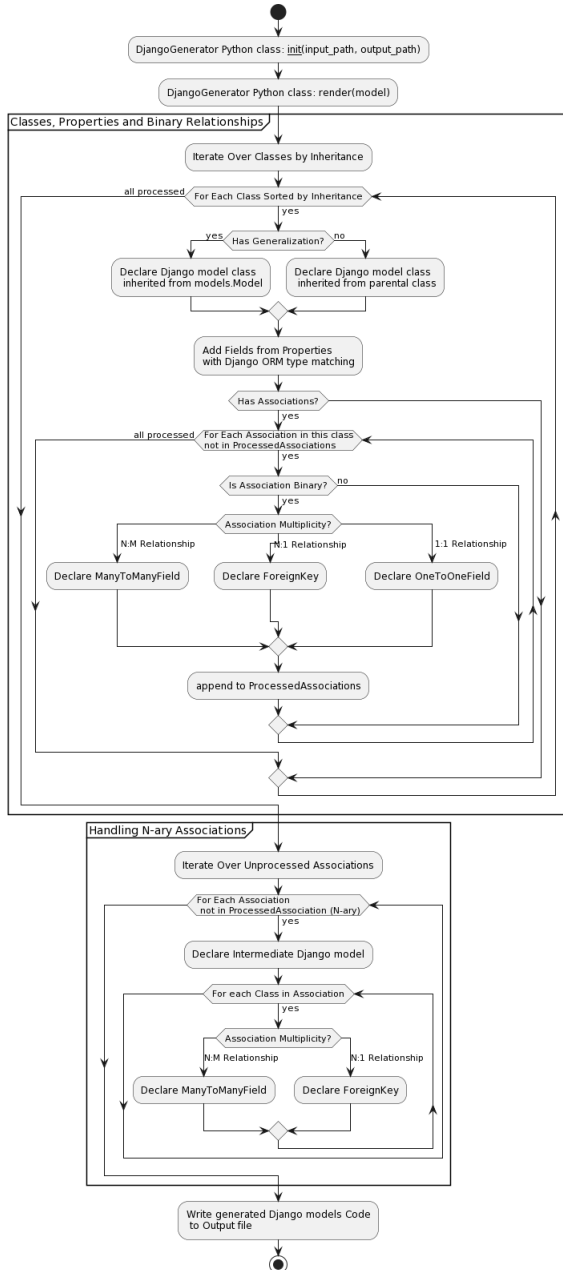 DjangoGenerator Python class: init(input_path, output_path)
DjangoGenerator Python class: render(model)
Classes, Properties and Binary Relationships
Iterate Over Classes by Inheritance
all processed
For Each Class Sorted by Inheritance
yes
yes
Has Generalization?
no
Declare Django model class
inherited from models.Model
Declare Django model class
inherited from parental class
Add Fields from Properties
with Django ORM type matching
Has Associations?
yes
all processed
For Each Association in this class
not in ProcessedAssociations
yes
Is Association Binary?
no
yes
Association Multiplicity?
N:M Relationship
N:1 Relationship
1:1 Relationship
Declare ManyToManyField
Declare ForeignKey
Declare OneToOneField
append to ProcessedAssociations
Handling N-ary Associations
Iterate Over Unprocessed Associations
For Each Association
not in ProcessedAssociation (N-ary)
yes
Declare Intermediate Django model
For each Class in Association
yes
Association Multiplicity?
N:M Relationship
N:1 Relationship
Declare ManyToManyField
Declare ForeignKey
Write generated Django models Code
to Output file